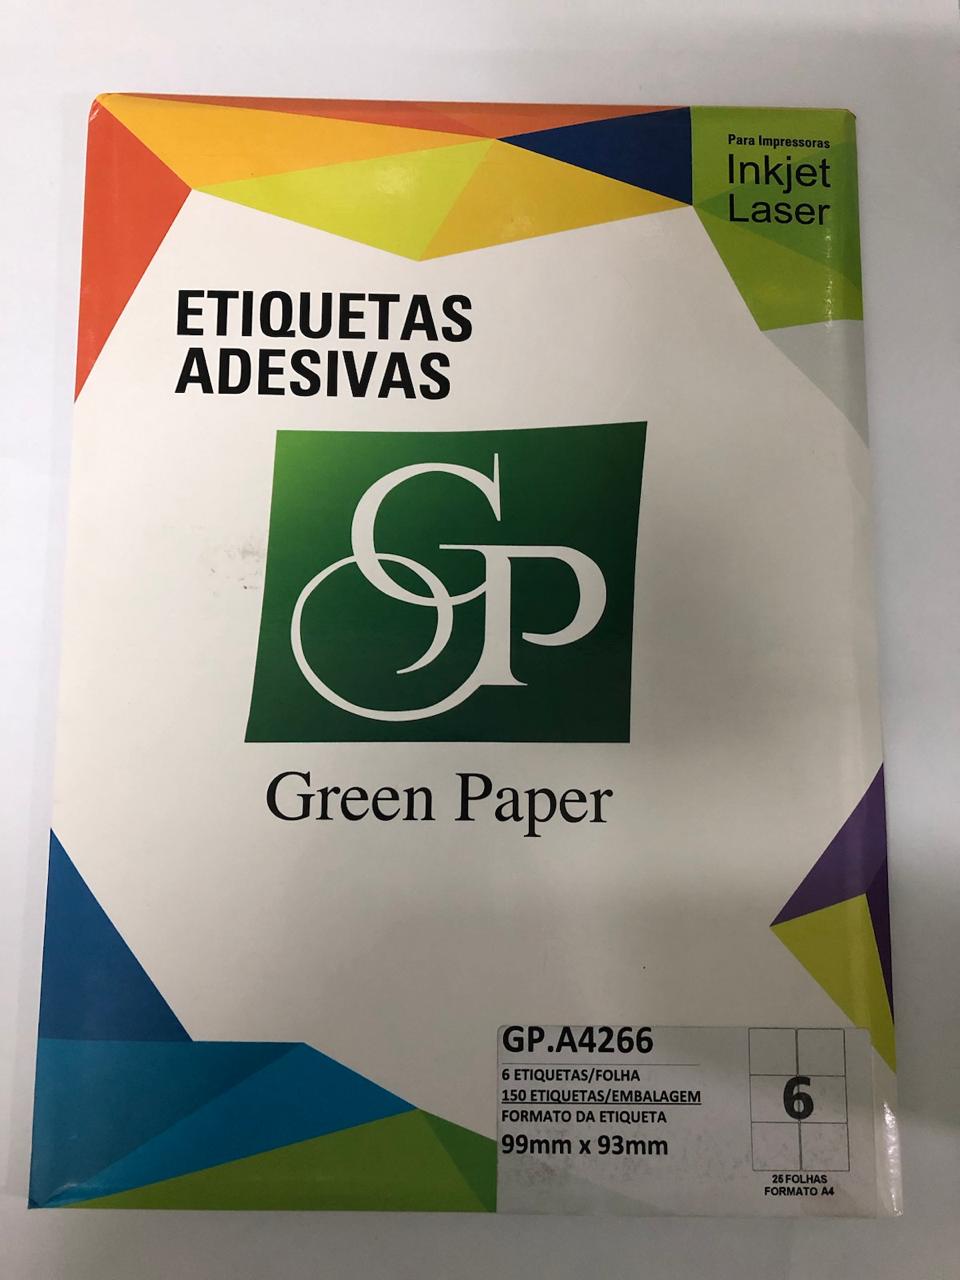 Para Impressoras
Inkjet
Laser
ETIQUETAS
ADESIVAS
GP
Green Paper
GP.A4266
6 ETIQUETAS/FOLHA
150 ETIQUETAS/EMBALAGEM
FORMATO DA ETIQUETA
99mm x 93mm
6
25 FOLHAS
FORMATO A4